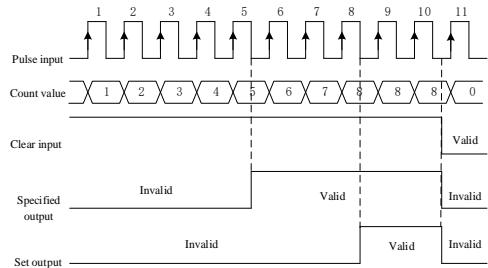 1 2 3 4 5 6 7 8 9 10 11
Pulse input
Count value 1 2 3 4 5 6 7 8 8 8 0
Clear input Valid
Specified output Invalid Valid Invalid
Set output Invalid Valid Invalid